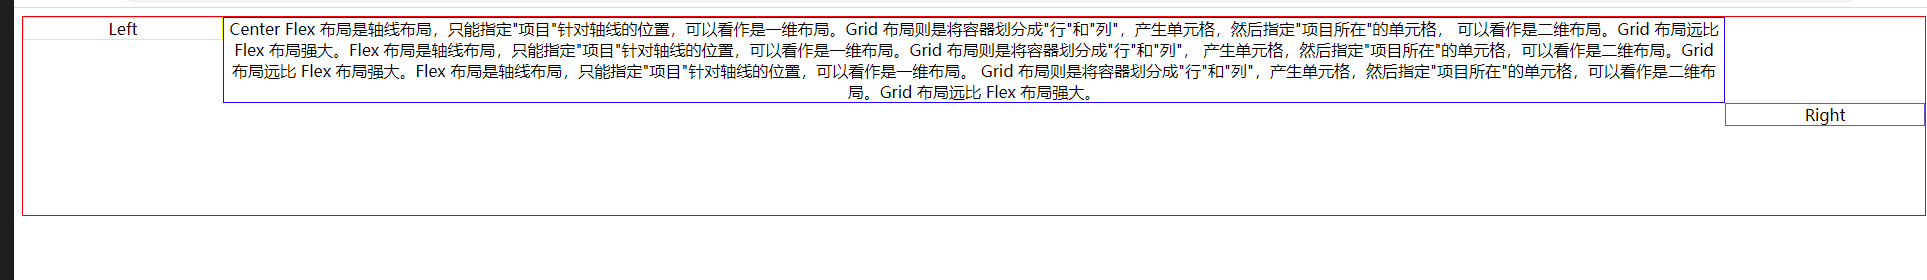 Left
Center Flex 布局是轴线布局，只能指定"项目"针对轴线的位置，可以看作是一维布局。Grid 布局则是将容器划分成"行"和"列"，产生单元格，然后指定"项目所在"的单元格， 可以看作是二维布局。Grid 布局远比
Flex 布局强大。Flex 布局是轴线布局，只能指定"项目"针对轴线的位置，可以看作是一维布局。Grid 布局则是将容器划分成"行"和"列"， 产生单元格，然后指定"项目所在"的单元格，可以看作是二维布局。Grid
布局远比 Flex 布局强大。Flex 布局是轴线布局，只能指定"项目"针对轴线的位置，可以看作是一维布局。 Grid 布局则是将容器划分成"行"和"列"，产生单元格，然后指定"项目所在"的单元格，可以看作是二维布
局。Grid 布局远比 Flex 布局强大。
Right